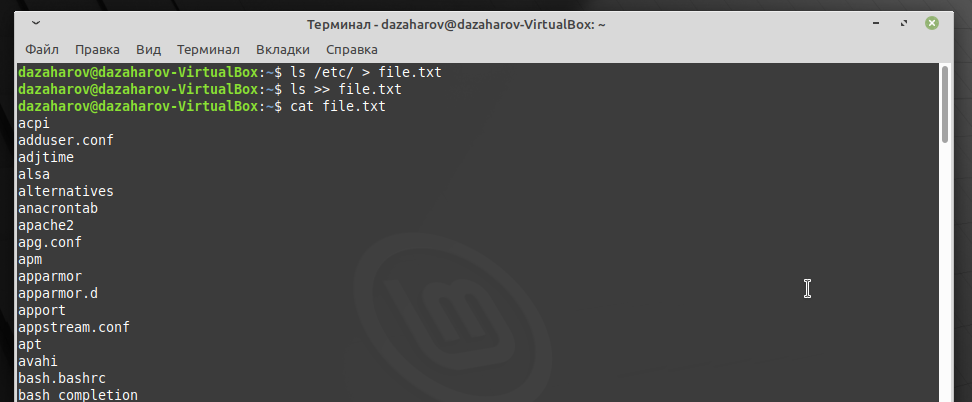 Терминал - dazaharov@dazaharov-VirtualBox: ~
Файл Правка Вид Терминал Вкладки Справка
dazaharov@dazaharov-VirtualBox:~$ ls /etc/ > file.txt
dazaharov@dazaharov-VirtualBox:~$ ls >> file.txt
dazaharov@dazaharov-VirtualBox:~$ cat file.txt
acpi
adduser.conf
adjtime
alsa
alternatives
anacrontab
apache2
apg.conf
apm
apparmor
apparmor.d
apport
appstream.conf
apt
avahi
bash.bashrc
bash_completion